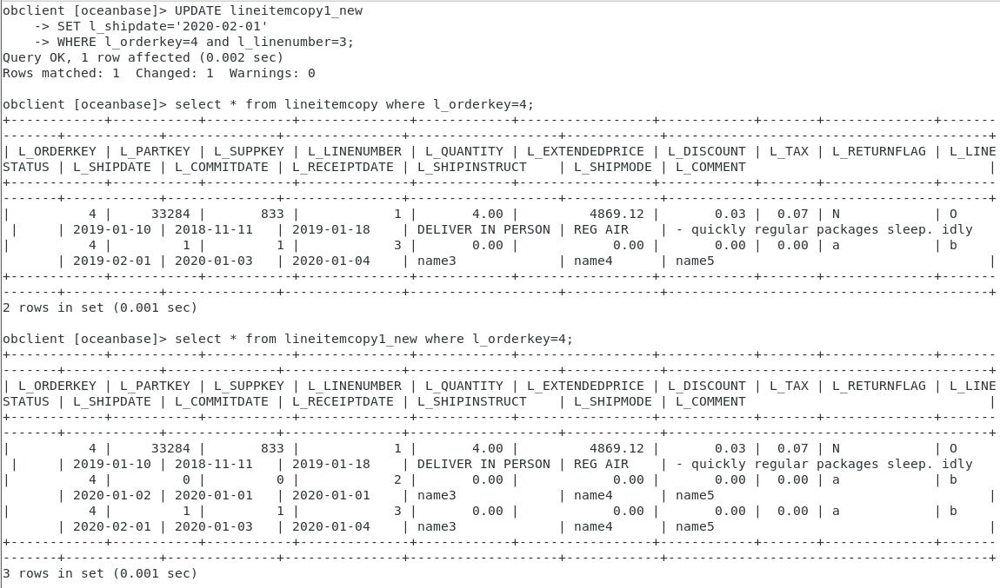 obclient [oceanbase]> UPDATE lineitemcopy1_new
    -> SET l_shipdate='2020-02-01'
    -> WHERE l_orderkey=4 and l_linenumber=3;
Query OK, 1 row affected (0.002 sec)
Rows matched: 1  Changed: 1  Warnings: 0

obclient [oceanbase]> select * from lineitemcopy where l_orderkey=4;
+------------+-----------+-----------+--------------+------------+-----------------+------------+-------+--------------+-------
-------+------------+--------------+---------------+-------------------+------------+-----------------------------------------+
| L_ORDERKEY | L_PARTKEY | L_SUPPKEY | L_LINENUMBER | L_QUANTITY | L_EXTENDEDPRICE | L_DISCOUNT | L_TAX | L_RETURNFLAG | L_LINE
STATUS | L_SHIPDATE | L_COMMITDATE | L_RECEIPTDATE | L_SHIPINSTRUCT    | L_SHIPMODE | L_COMMENT                               |
+------------+-----------+-----------+--------------+------------+-----------------+------------+-------+--------------+-------
-------+------------+--------------+---------------+-------------------+------------+-----------------------------------------+
|          4 |     33284 |       833 |            1 |       4.00 |         4869.12 |       0.03 |  0.07 | N            | O
 |     | 2019-01-10 | 2018-11-11   | 2019-01-18    | DELIVER IN PERSON | REG AIR    | - quickly regular packages sleep. idly
|          4 |         1 |         1 |            3 |       0.00 |            0.00 |       0.00 |  0.00 | a            | b
       | 2019-02-01 | 2020-01-03   | 2020-01-04    | name3             | name4      | name5                                   |
+------------+-----------+-----------+--------------+------------+-----------------+------------+-------+--------------+-------
-------+------------+--------------+---------------+-------------------+------------+-----------------------------------------+
2 rows in set (0.001 sec)

obclient [oceanbase]> select * from lineitemcopy1_new where l_orderkey=4;
+------------+-----------+-----------+--------------+------------+-----------------+------------+-------+--------------+-------
-------+------------+--------------+---------------+-------------------+------------+-----------------------------------------+
| L_ORDERKEY | L_PARTKEY | L_SUPPKEY | L_LINENUMBER | L_QUANTITY | L_EXTENDEDPRICE | L_DISCOUNT | L_TAX | L_RETURNFLAG | L_LINE
STATUS | L_SHIPDATE | L_COMMITDATE | L_RECEIPTDATE | L_SHIPINSTRUCT    | L_SHIPMODE | L_COMMENT                               |
+------------+-----------+-----------+--------------+------------+-----------------+------------+-------+--------------+-------
-------+------------+--------------+---------------+-------------------+------------+-----------------------------------------+
|          4 |     33284 |       833 |            1 |       4.00 |         4869.12 |       0.03 |  0.07 | N            | O
 |     | 2019-01-10 | 2018-11-11   | 2019-01-18    | DELIVER IN PERSON | REG AIR    | - quickly regular packages sleep. idly
|          4 |         0 |         0 |            2 |       0.00 |            0.00 |       0.00 |  0.00 | a            | b
       | 2020-01-02 | 2020-01-01   | 2020-01-01    | name3             | name4      | name5                                   |
|          4 |         1 |         1 |            3 |       0.00 |            0.00 |       0.00 |  0.00 | a            | b
       | 2020-02-01 | 2020-01-03   | 2020-01-04    | name3             | name4      | name5                                   |
+------------+-----------+-----------+--------------+------------+-----------------+------------+-------+--------------+-------
-------+------------+--------------+---------------+-------------------+------------+-----------------------------------------+
3 rows in set (0.001 sec)